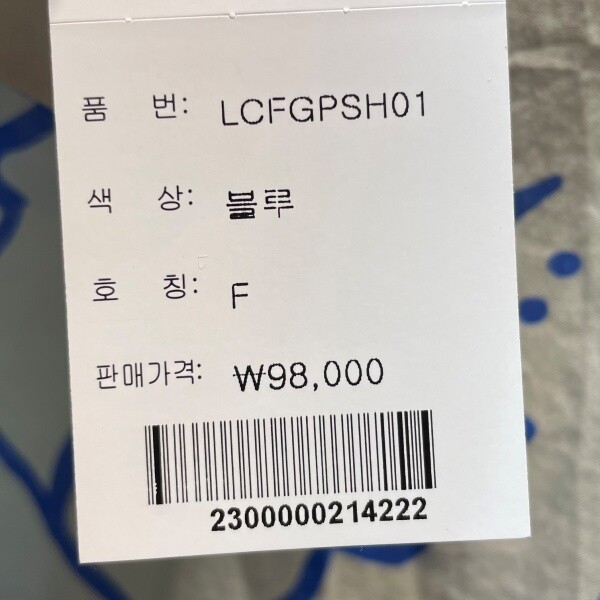 품 번: LCFGPSH01
색 상: 블루
호 칭: F
판매가격: ₩98,000
2300000214222